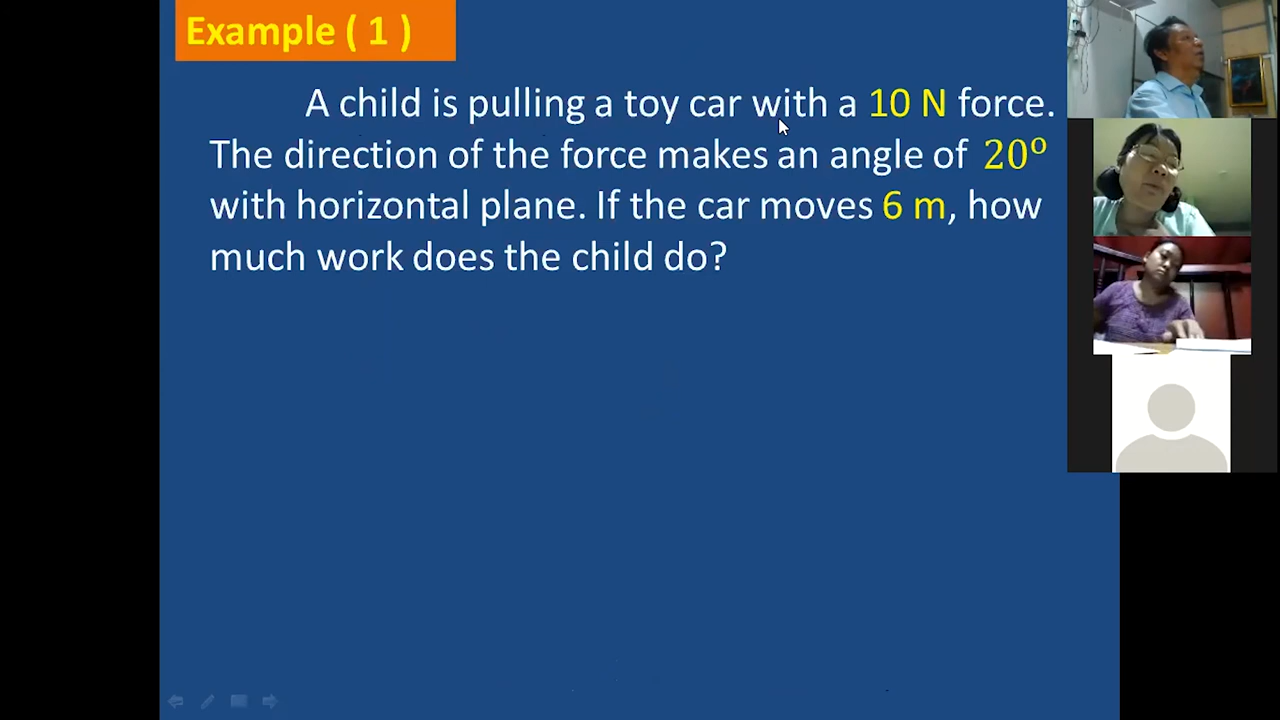 Example ( 1 )
A child is pulling a toy car with a 10 N force.
The direction of the force makes an angle of 20º
with horizontal plane. If the car moves 6 m, how
much work does the child do?